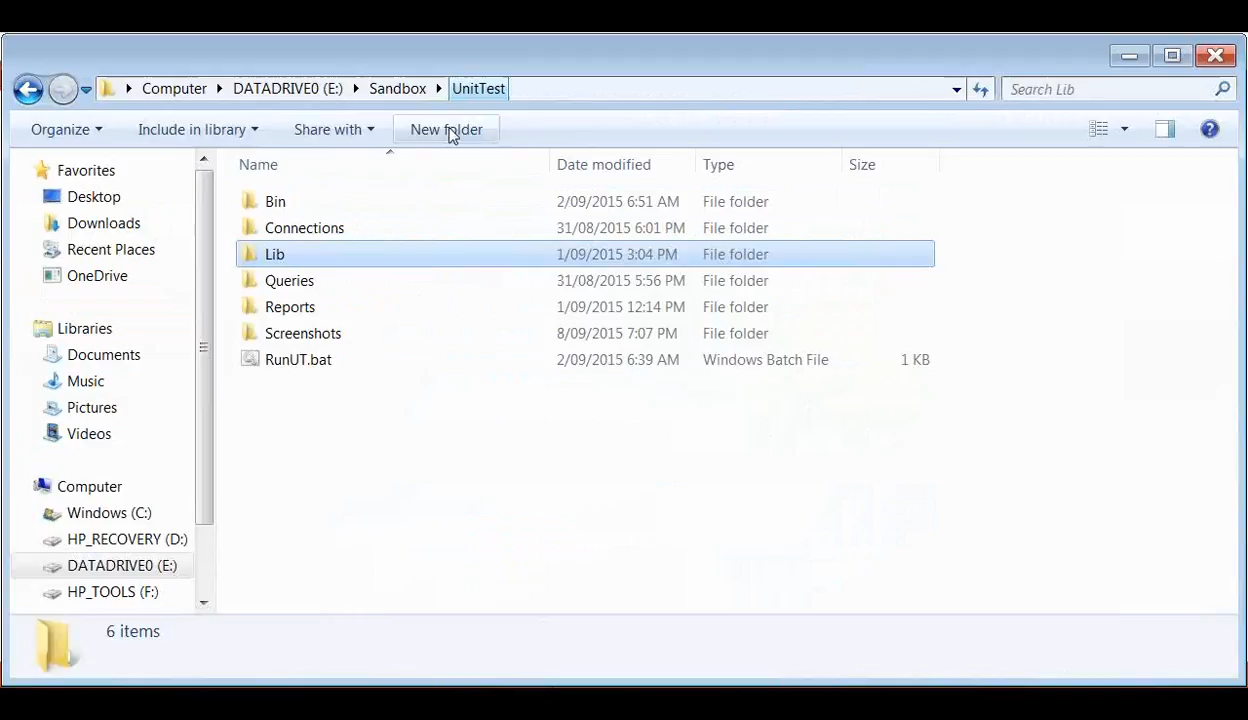 Computer DATADRIVE0 (E:) Sandbox UnitTest Search Lib
Organize Include in library Share with New folder
Name Date modified Type Size
Favorites
Desktop
Downloads
Recent Places
OneDrive
Libraries
Documents
Music
Pictures
Videos
Computer
Windows (C:)
HP_RECOVERY (D:)
DATADRIVE0 (E:)
HP_TOOLS (F:)
Bin 2/09/2015 6:51 AM File folder
Connections 31/08/2015 6:01 PM File folder
Lib 1/09/2015 3:04 PM File folder
Queries 31/08/2015 5:56 PM File folder
Reports 1/09/2015 12:14 PM File folder
Screenshots 8/09/2015 7:07 PM File folder
RunUT.bat 2/09/2015 6:39 AM Windows Batch File 1 KB
6 items